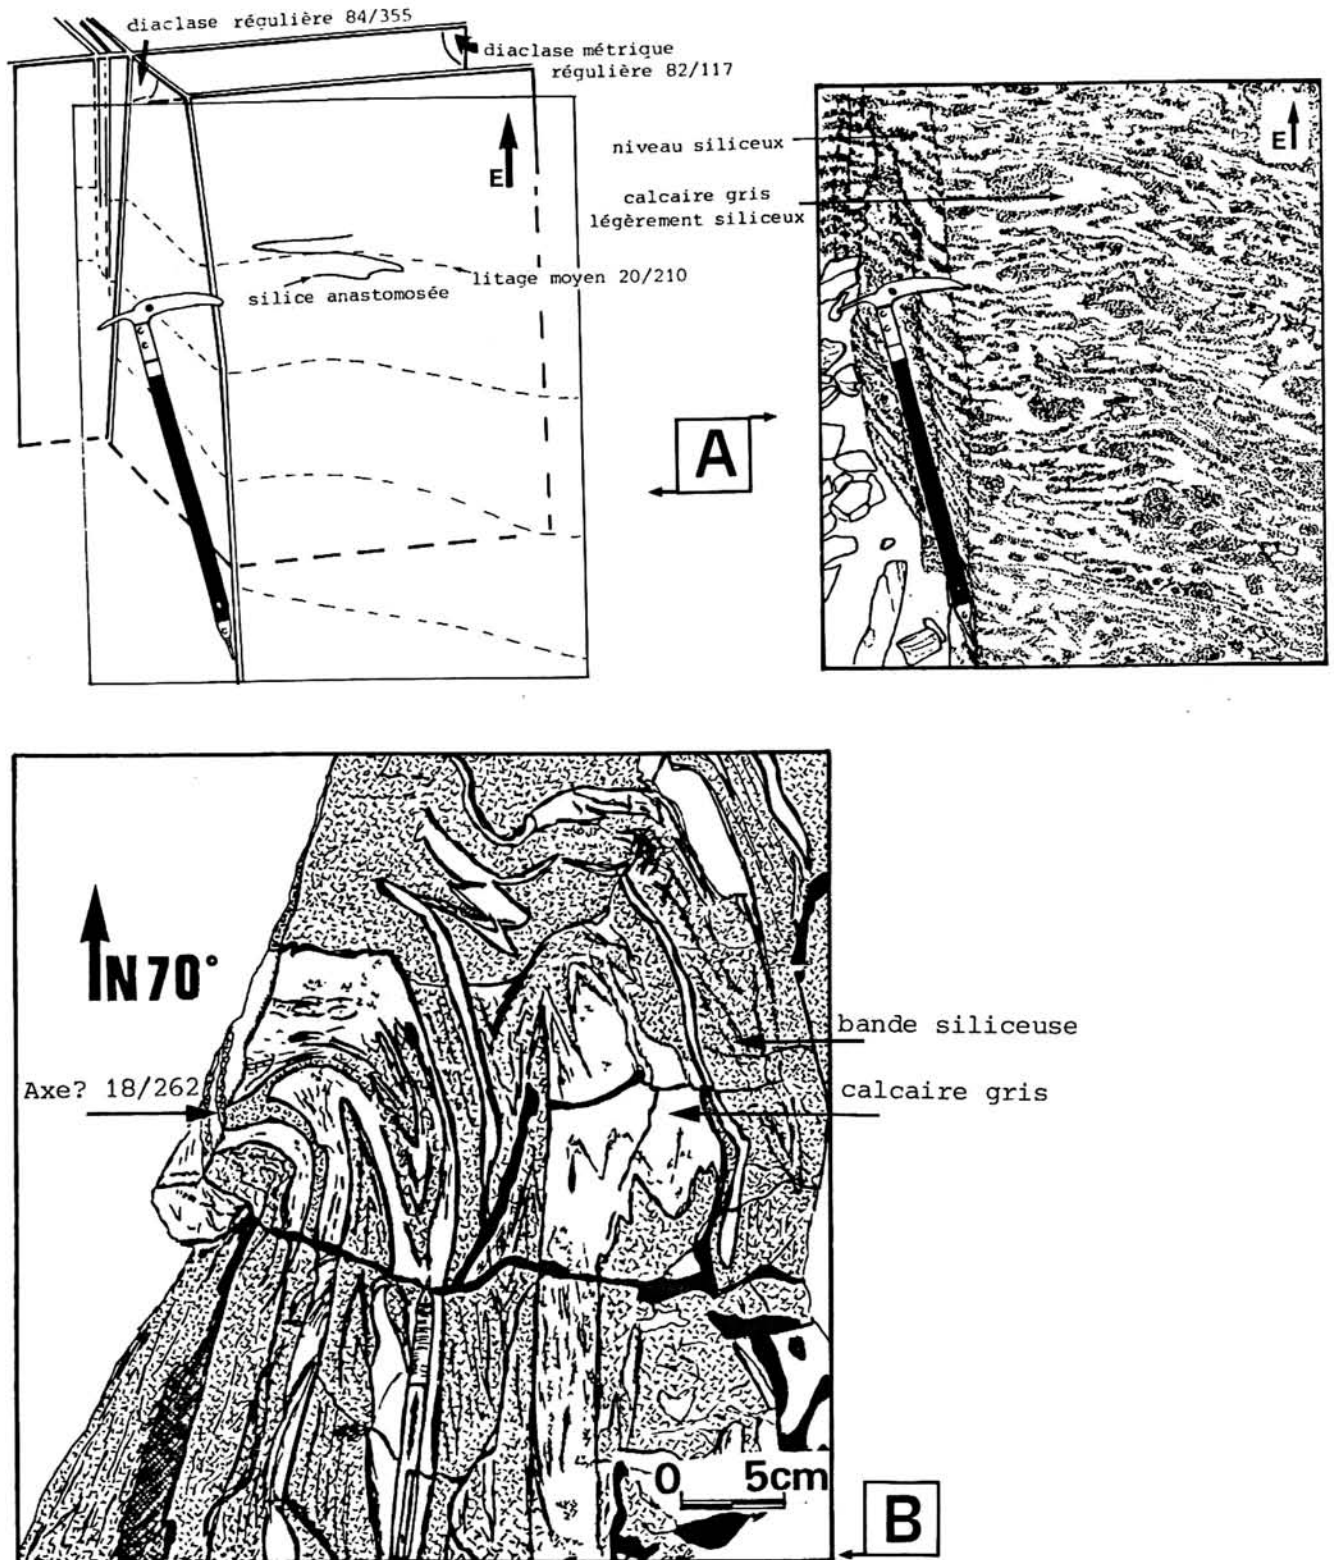 diaclase régulière 84/355
diaclase métrique
régulière 82/117
E
silice anastomosée
litage moyen 20/210
niveau siliceux
calcaire gris
légèrement siliceux
E
A
N70°
Axe? 18/262
bande siliceuse
calcaire gris
0 5cm
B